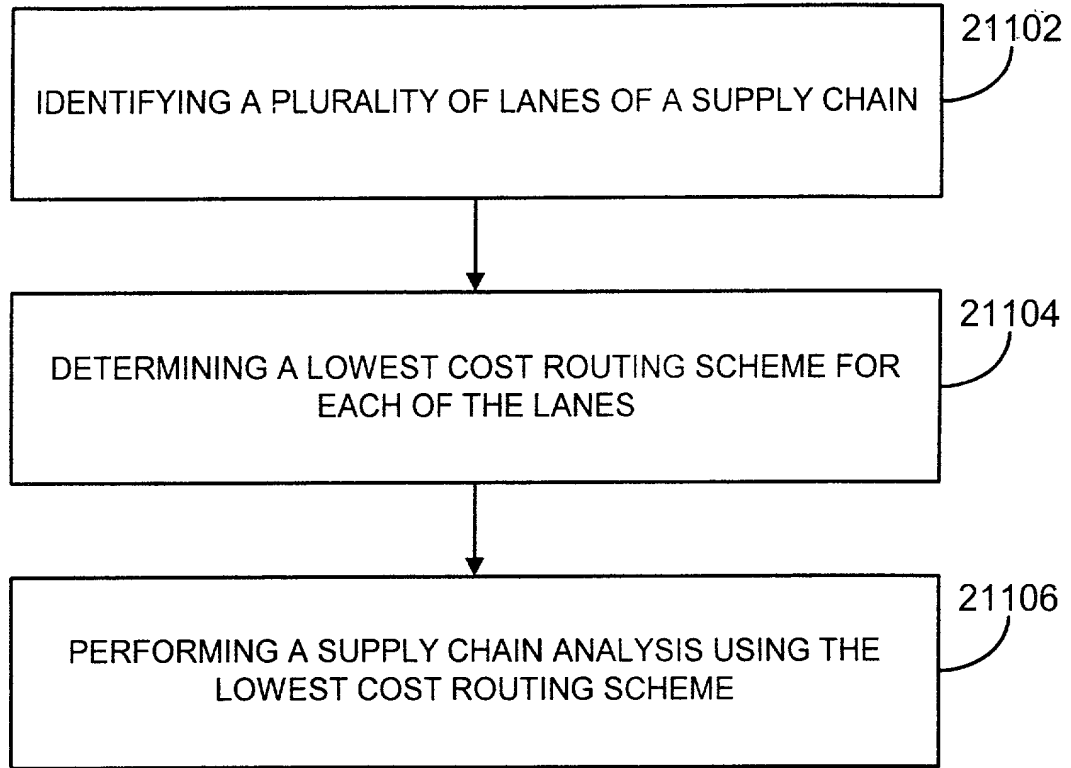 21102
IDENTIFYING A PLURALITY OF LANES OF A SUPPLY CHAIN
21104
DETERMINING A LOWEST COST ROUTING SCHEME FOR
EACH OF THE LANES
21106
PERFORMING A SUPPLY CHAIN ANALYSIS USING THE
LOWEST COST ROUTING SCHEME